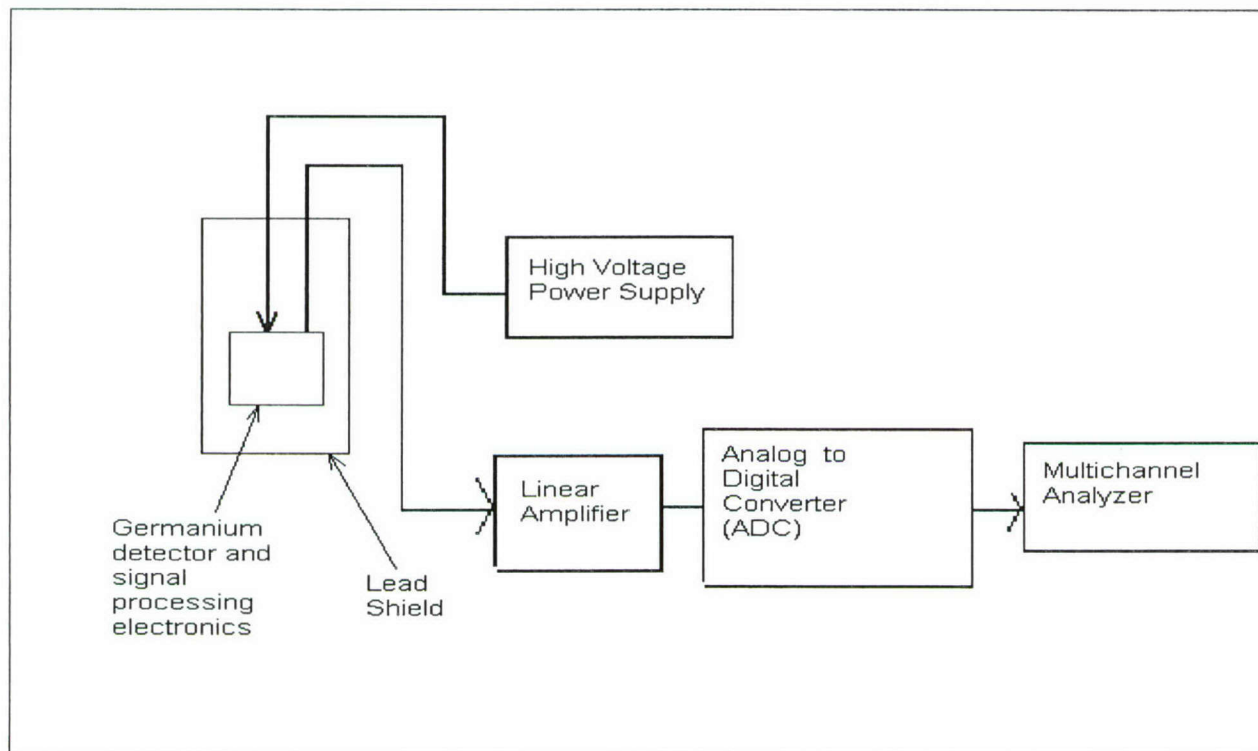 High Voltage
Power Supply
Linear
Amplifier
Analog to
Digital
Converter
(ADC)
Multichannel
Analyzer
Germanium
detector and
signal
processing
electronics
Lead
Shield